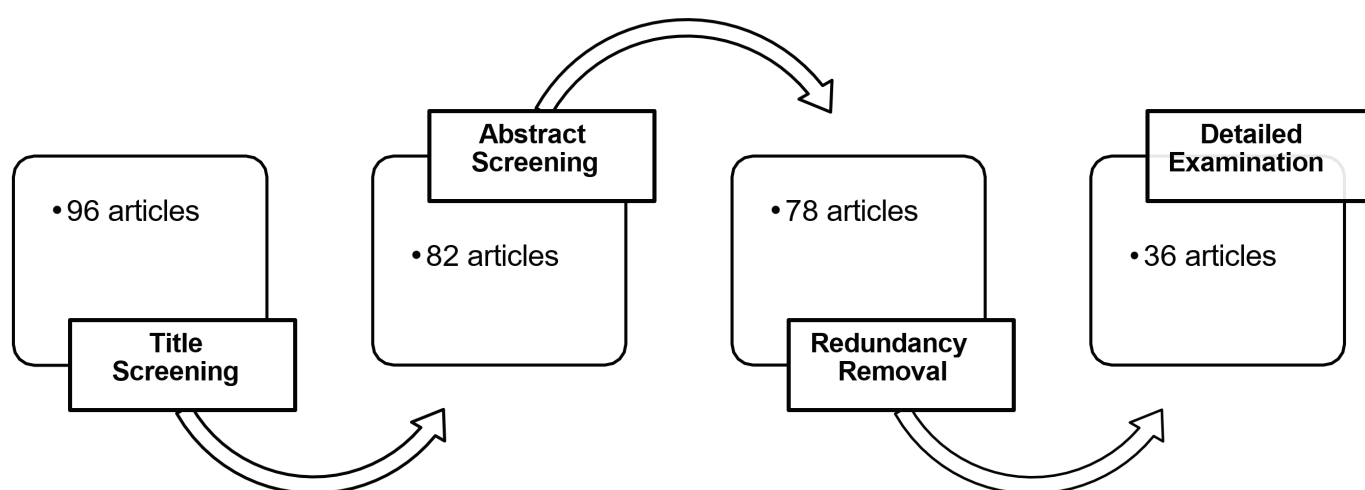 • 96 articles
Title
Screening
Abstract
Screening
• 82 articles
• 78 articles
Redundancy
Removal
Detailed
Examination
• 36 articles